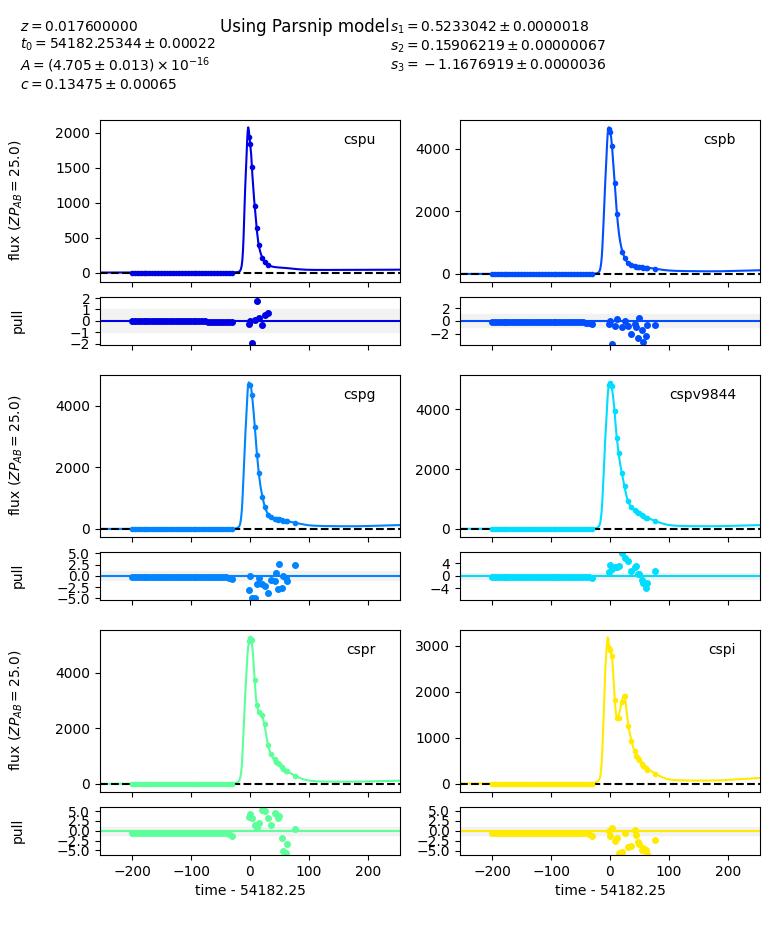 Using Parsnip model
z = 0.017600000
t₀ = 54182.25344 ± 0.00022
A = (4.705 ± 0.013) × 10⁻¹⁶
c = 0.13475 ± 0.00065
s₁ = 0.5233042 ± 0.0000018
s₂ = 0.15906219 ± 0.00000067
s₃ = −1.1676919 ± 0.0000036
flux (ZP_AB = 25.0)
2000
1500
1000
500
0
cspu
4000
2000
0
cspb
pull
2
1
0
−1
−2
2
0
−2
flux (ZP_AB = 25.0)
4000
2000
0
cspg
4000
2000
0
cspv9844
pull
5.0
2.5
0.0
−2.5
−5.0
4
0
−4
flux (ZP_AB = 25.0)
4000
2000
0
cspr
3000
2000
1000
0
cspi
pull
5.0
2.5
0.0
−2.5
−5.0
5.0
2.5
0.0
−2.5
−5.0
−200 −100 0 100 200
−200 −100 0 100 200
time - 54182.25
time - 54182.25